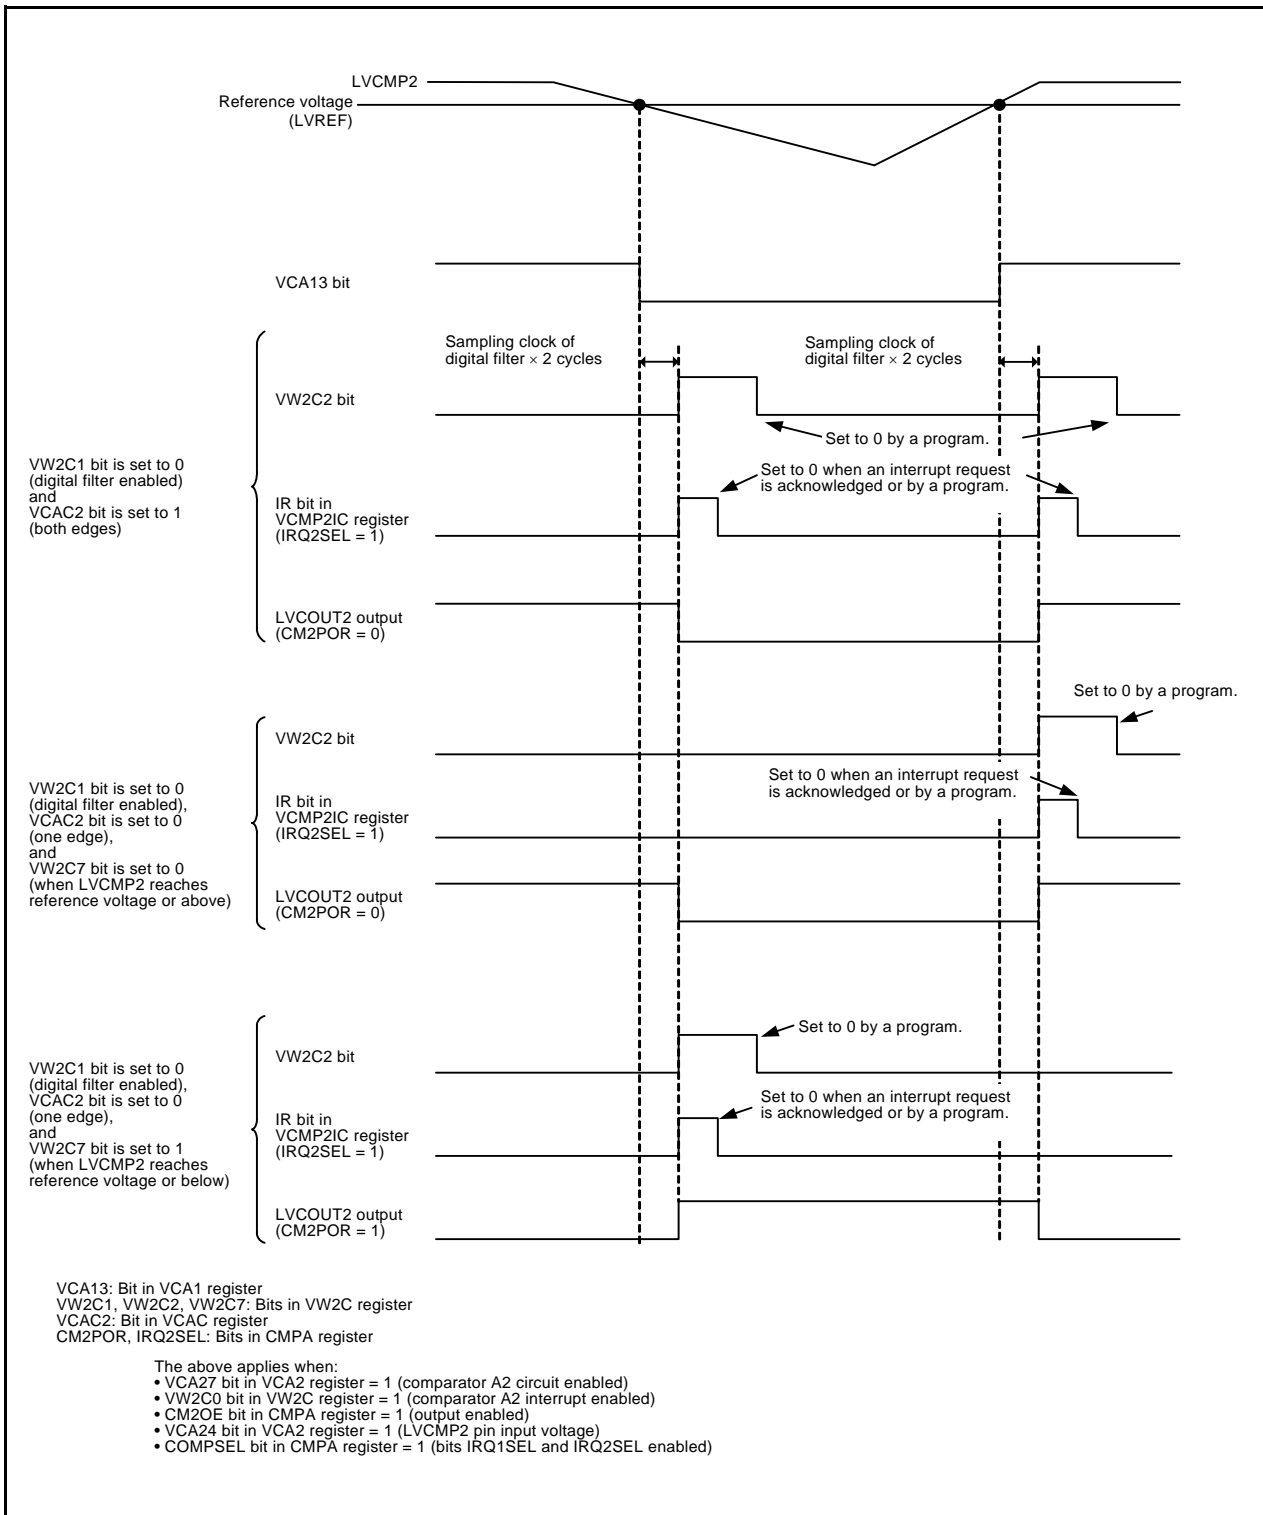 LVCMP2
Reference voltage
(LVREF)
VCA13 bit
Sampling clock of
digital filter × 2 cycles
Sampling clock of
digital filter × 2 cycles
VW2C2 bit
Set to 0 by a program.
VW2C1 bit is set to 0
(digital filter enabled)
and
VCAC2 bit is set to 1
(both edges)
Set to 0 when an interrupt request
is acknowledged or by a program.
IR bit in
VCMP2IC register
(IRQ2SEL = 1)
LVCOUT2 output
(CM2POR = 0)
Set to 0 by a program.
VW2C2 bit
VW2C1 bit is set to 0
(digital filter enabled),
VCAC2 bit is set to 0
(one edge),
and
VW2C7 bit is set to 0
(when LVCMP2 reaches
reference voltage or above)
Set to 0 when an interrupt request
is acknowledged or by a program.
IR bit in
VCMP2IC register
(IRQ2SEL = 1)
LVCOUT2 output
(CM2POR = 0)
Set to 0 by a program.
VW2C2 bit
VW2C1 bit is set to 0
(digital filter enabled),
VCAC2 bit is set to 0
(one edge),
and
VW2C7 bit is set to 1
(when LVCMP2 reaches
reference voltage or below)
Set to 0 when an interrupt request
is acknowledged or by a program.
IR bit in
VCMP2IC register
(IRQ2SEL = 1)
LVCOUT2 output
(CM2POR = 1)
VCA13: Bit in VCA1 register
VW2C1, VW2C2, VW2C7: Bits in VW2C register
VCAC2: Bit in VCAC register
CM2POR, IRQ2SEL: Bits in CMPA register
The above applies when:
• VCA27 bit in VCA2 register = 1 (comparator A2 circuit enabled)
• VW2C0 bit in VW2C register = 1 (comparator A2 interrupt enabled)
• CM2OE bit in CMPA register = 1 (output enabled)
• VCA24 bit in VCA2 register = 1 (LVCMP2 pin input voltage)
• COMPSEL bit in CMPA register = 1 (bits IRQ1SEL and IRQ2SEL enabled)